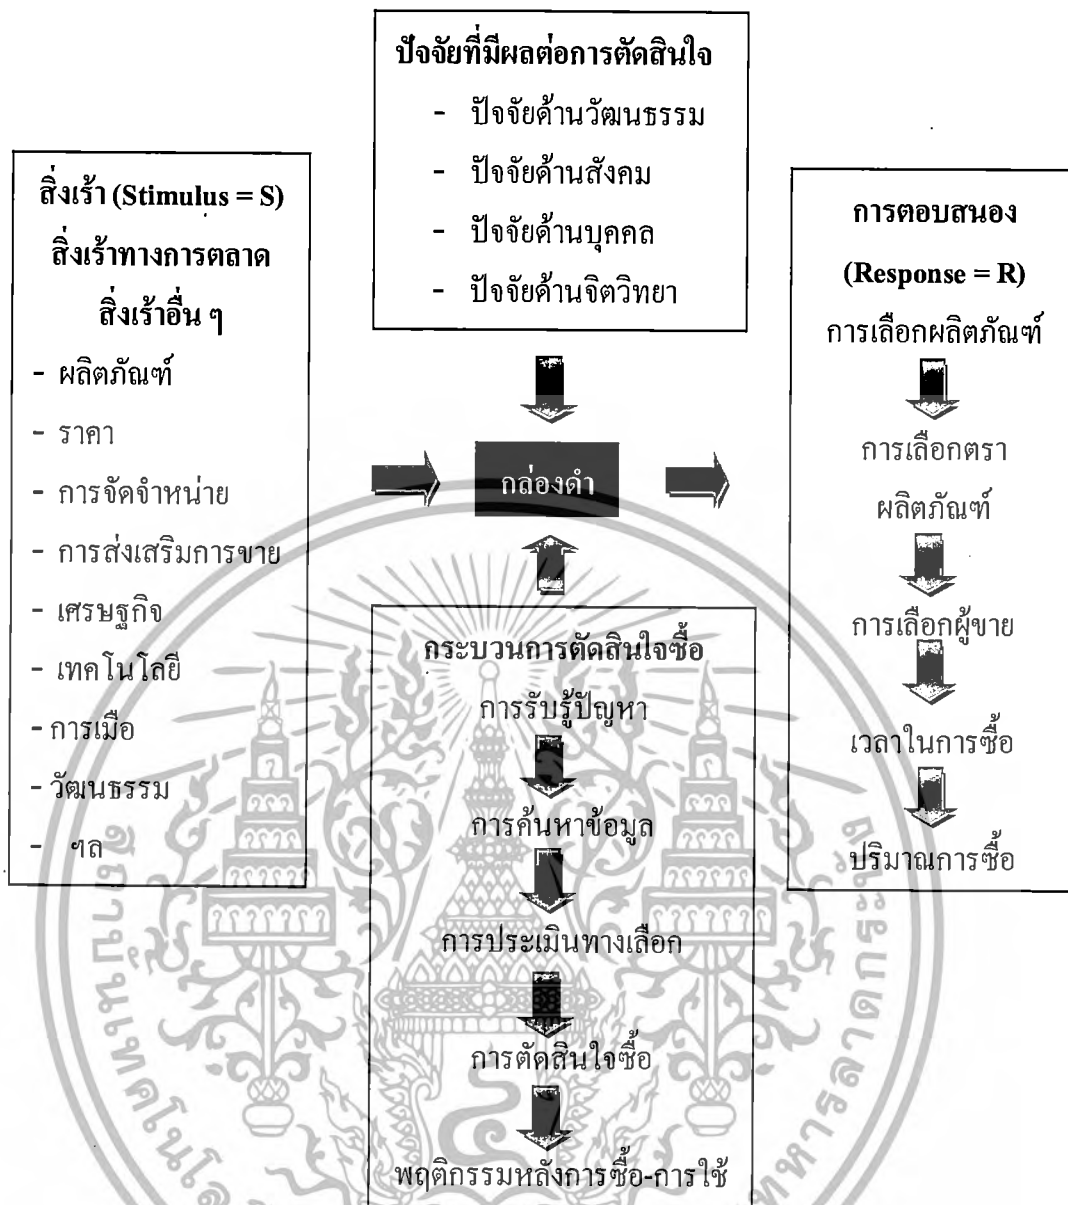 ปัจจัยที่มีผลต่อการตัดสินใจ
- ปัจจัยด้านวัฒนธรรม
- ปัจจัยด้านสังคม
- ปัจจัยด้านบุคคล
- ปัจจัยด้านจิตวิทยา
สิ่งเร้า (Stimulus = S)
สิ่งเร้าทางการตลาด
สิ่งเร้าอื่น ๆ
- ผลิตภัณฑ์
- ราคา
- การจัดจำหน่าย
- การส่งเสริมการขาย
- เศรษฐกิจ
- เทคโนโลยี
- การเมือ
- วัฒนธรรม
- ฯล
กล่องดำ
กระบวนการตัดสินใจซื้อ
การรับรู้ปัญหา
การค้นหาข้อมูล
การประเมินทางเลือก
การตัดสินใจซื้อ
พฤติกรรมหลังการซื้อ-การใช้
การตอบสนอง
(Response = R)
การเลือกผลิตภัณฑ์
การเลือกตรา
ผลิตภัณฑ์
การเลือกผู้ขาย
เวลาในการซื้อ
ปริมาณการซื้อ